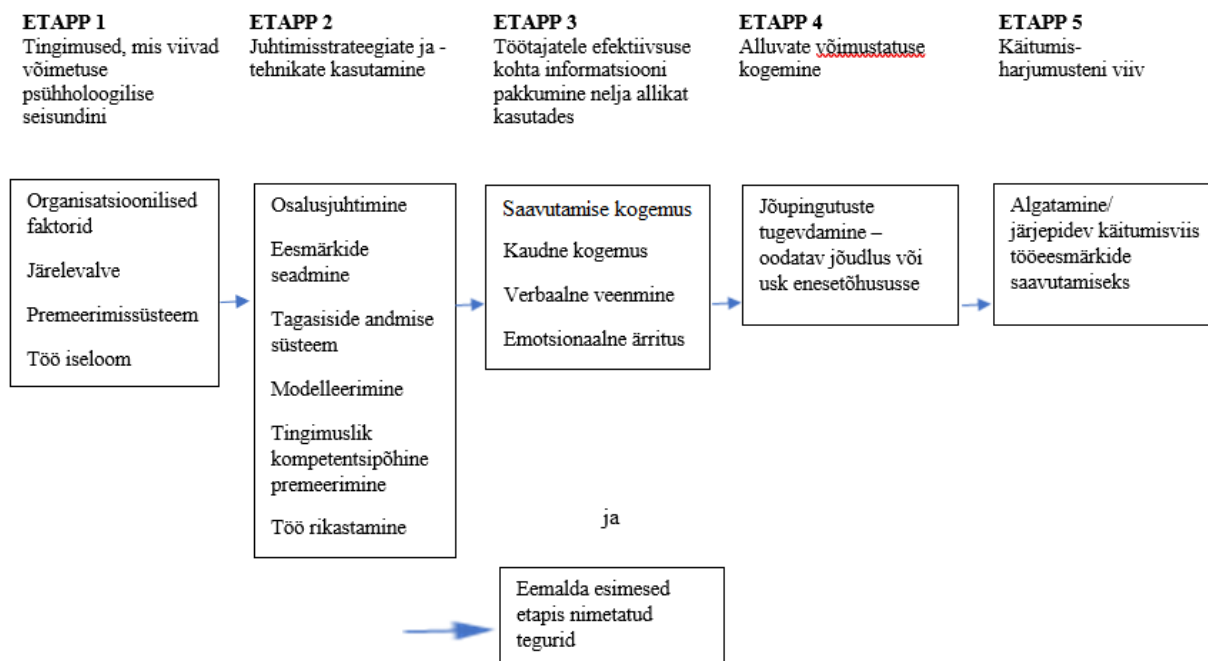 ETAPP 1
Tingimused, mis viivad
võimetuse
psühholoogilise
seisundini
ETAPP 2
Juhtimisstrateegiate ja -
tehnikate kasutamine
ETAPP 3
Töötajatele efektiivsuse
kohta informatsiooni
pakkumine nelja allikat
kasutades
ETAPP 4
Alluvate võimustatuse
kogemine
ETAPP 5
Käitumis-
harjumusteni viiv
Organisatsioonilised
faktorid
Järelevalve
Premeerimissüsteem
Töö iseloom
Osalusjuhtimine
Eesmärkide
seadmine
Tagasiside andmise
süsteem
Modelleerimine
Tingimuslik
kompetentsipõhine
premeerimine
Töö rikastamine
Saavutamise kogemus
Kaudne kogemus
Verbaalne veenmine
Emotsionaalne ärritus
Jõupingutuste
tugevdamine –
oodatav jõudlus või
usk enesetõhususse
Algatamine/
järjepidev käitumisviis
tööeesmärkide
saavutamiseks
ja
Eemalda esimesed
etapis nimetatud
tegurid